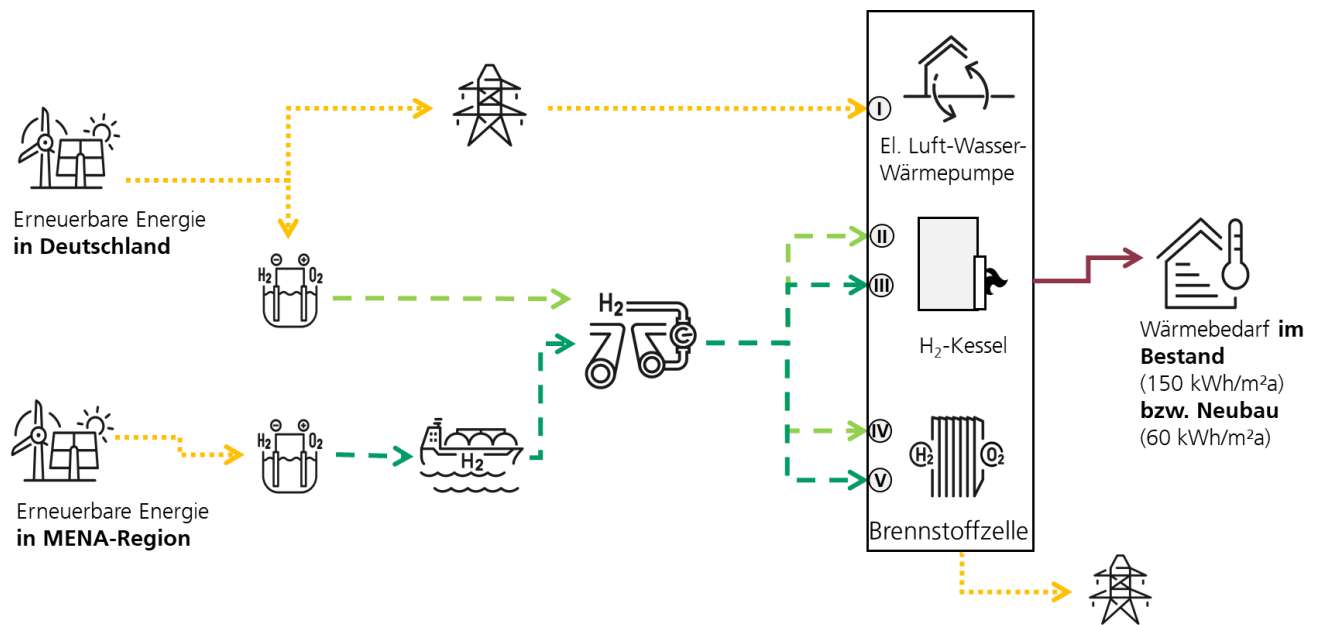 El. Luft-Wasser-
Wärmepumpe
I
Erneuerbare Energie
in Deutschland
H₂ O₂
II
III
H₂
H₂-Kessel
Wärmebedarf im
Bestand
(150 kWh/m²a)
bzw. Neubau
(60 kWh/m²a)
Erneuerbare Energie
in MENA-Region
H₂ O₂
H₂
IV
V
H₂ O₂
Brennstoffzelle